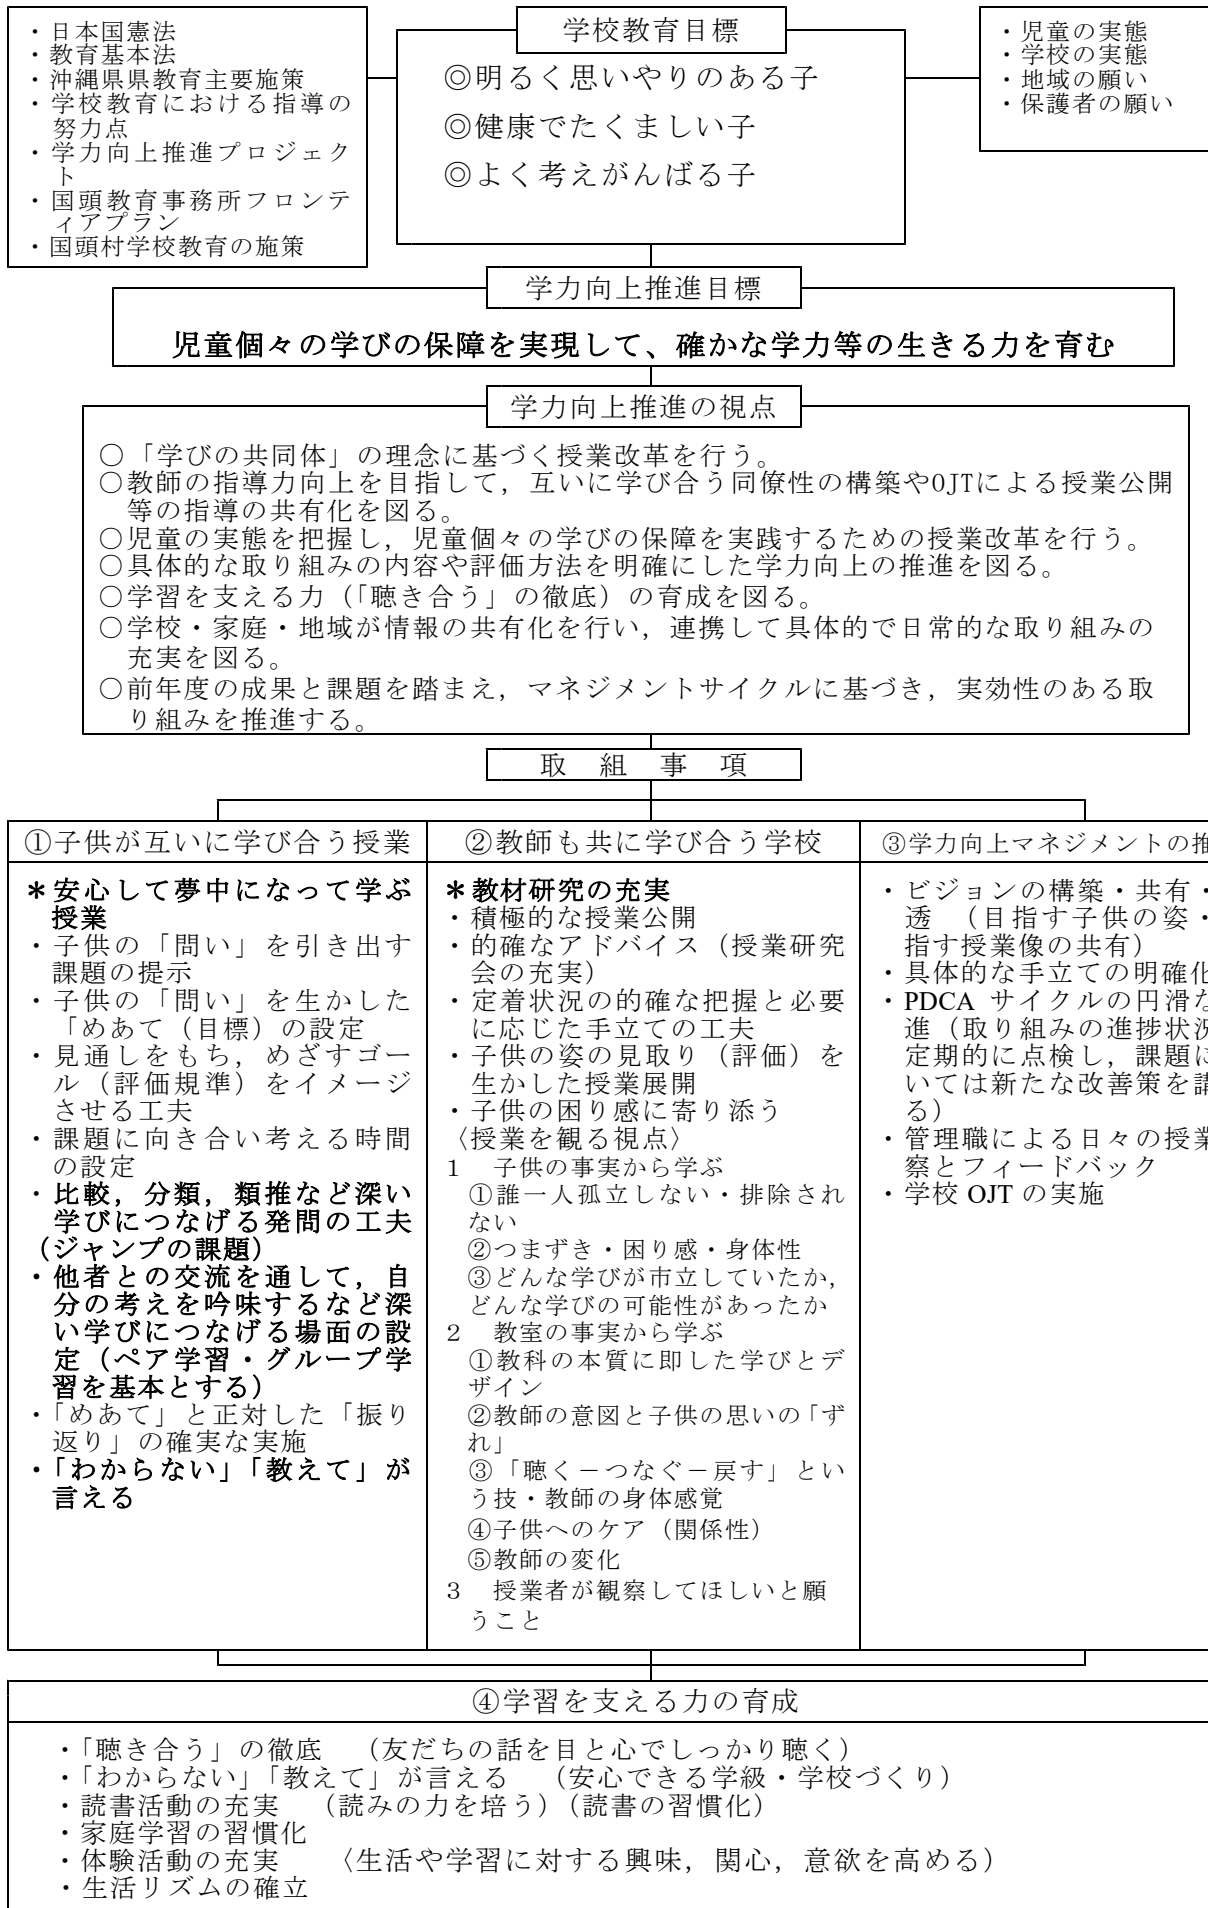 ・日本国憲法
・教育基本法
・沖縄県県教育主要施策
・学校教育における指導の
努力点
・学力向上推進プロジェク
ト
・国頭教育事務所フロンテ
ィアプラン
・国頭村学校教育の施策
学校教育目標
◎明るく思いやりのある子
◎健康でたくましい子
◎よく考えがんばる子
・児童の実態
・学校の実態
・地域の願い
・保護者の願い
学力向上推進目標
児童個々の学びの保障を実現して、確かな学力等の生きる力を育む
学力向上推進の視点
○「学びの共同体」の理念に基づく授業改革を行う。
○教師の指導力向上を目指して，互いに学び合う同僚性の構築やOJTによる授業公開
等の指導の共有化を図る。
○児童の実態を把握し，児童個々の学びの保障を実践するための授業改革を行う。
○具体的な取り組みの内容や評価方法を明確にした学力向上の推進を図る。
○学習を支える力（「聴き合う」の徹底）の育成を図る。
○学校・家庭・地域が情報の共有化を行い，連携して具体的で日常的な取り組みの
充実を図る。
○前年度の成果と課題を踏まえ，マネジメントサイクルに基づき，実効性のある取
り組みを推進する。
取　組　事　項
①子供が互いに学び合う授業
＊安心して夢中になって学ぶ
授業
・子供の「問い」を引き出す
課題の提示
・子供の「問い」を生かした
「めあて（目標）の設定
・見通しをもち，めざすゴー
ル（評価規準）をイメージ
させる工夫
・課題に向き合い考える時間
の設定
・比較，分類，類推など深い
学びにつなげる発問の工夫
（ジャンプの課題）
・他者との交流を通して，自
分の考えを吟味するなど深
い学びにつなげる場面の設
定（ペア学習・グループ学
習を基本とする）
・「めあて」と正対した「振り
返り」の確実な実施
・「わからない」「教えて」が
言える
②教師も共に学び合う学校
＊教材研究の充実
・積極的な授業公開
・的確なアドバイス（授業研究
会の充実）
・定着状況の的確な把握と必要
に応じた手立ての工夫
・子供の姿の見取り（評価）を
生かした授業展開
・子供の困り感に寄り添う
〈授業を観る視点〉
１　子供の事実から学ぶ
①誰一人孤立しない・排除され
ない
②つまずき・困り感・身体性
③どんな学びが市立していたか，
どんな学びの可能性があったか
２　教室の事実から学ぶ
①教科の本質に即した学びとデ
ザイン
②教師の意図と子供の思いの「ず
れ」
③「聴く－つなぐ－戻す」とい
う技・教師の身体感覚
④子供へのケア（関係性）
⑤教師の変化
３　授業者が観察してほしいと願
うこと
③学力向上マネジメントの推
・ビジョンの構築・共有・
透　（目指す子供の姿・
指す授業像の共有）
・具体的な手立ての明確化
・PDCA サイクルの円滑な
進（取り組みの進捗状況
定期的に点検し，課題に
いては新たな改善策を講
る）
・管理職による日々の授業
察とフィードバック
・学校 OJT の実施
④学習を支える力の育成
・「聴き合う」の徹底　（友だちの話を目と心でしっかり聴く）
・「わからない」「教えて」が言える　（安心できる学級・学校づくり）
・読書活動の充実　（読みの力を培う）（読書の習慣化）
・家庭学習の習慣化
・体験活動の充実　〈生活や学習に対する興味，関心，意欲を高める）
・生活リズムの確立